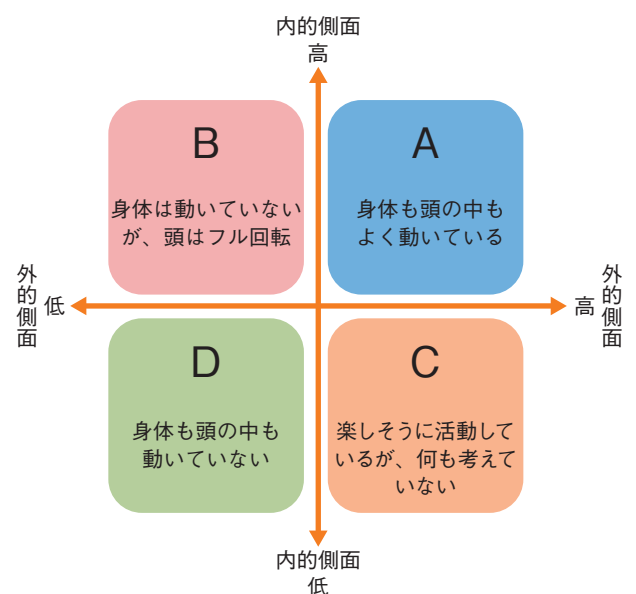 内的側面
高
B
身体は動いていない
が、頭はフル回転
A
身体も頭の中も
よく動いている
外的側面
低
高
外的側面
D
身体も頭の中も
動いていない
C
楽しそうに活動して
いるが、何も考えて
いない
内的側面
低